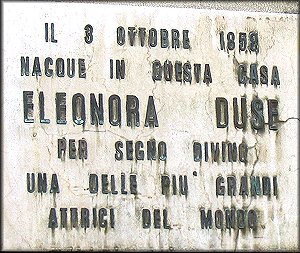 IL 3 OTTOBRE 1858
NACQUE IN QUESTA CASA
ELEONORA DUSE
PER SEGNO DIVINO
UNA DELLE PIU' GRANDI
ATTRICI DEL MONDO